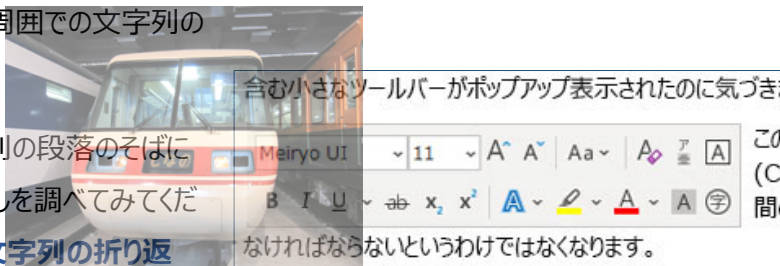 周囲での文字列の
列の段落のそばに
しを調べてみてくだ
文字列の折り返
含む小さなツールバーがポップアップ表示されたのに気づき
Meiryo UI 11 A A Aa A 亜 A
B I U ab x₂ x² A A A 字
この
(C
間
なければならないというわけではなくなります。